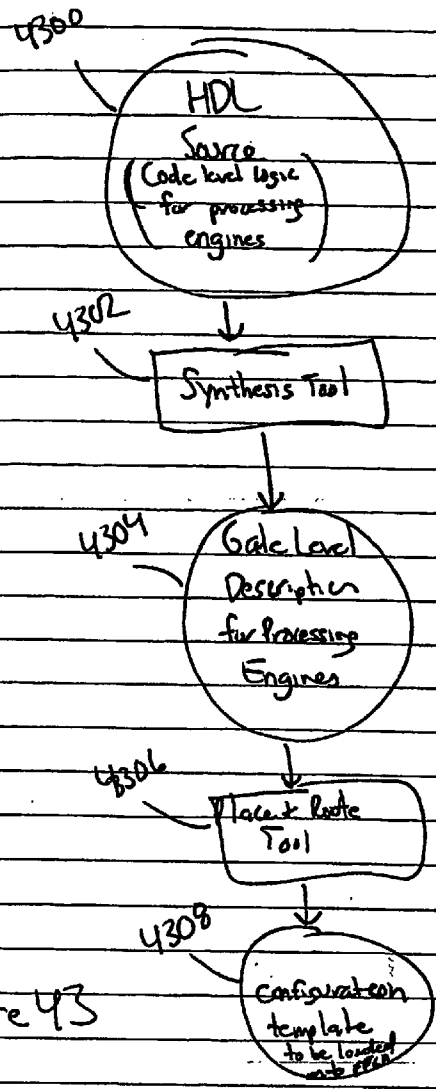 4300
HDL
Source
(Code level logic
for processing
engines)
4302
Synthesis Tool
4304
Gate Level
Description
for Processing
Engines
4306
Place & Route
Tool
4308
configuration
template
to be loaded
onto FPGA
e 43